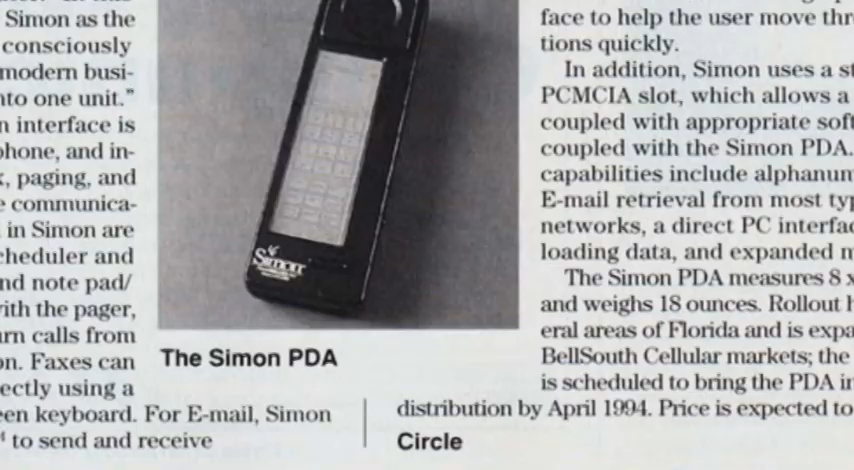 Simon as the
consciously
modern busi-
nto one unit."
n interface is
phone, and in-
x, paging, and
e communica-
in Simon are
cheduler and
nd note pad/
with the pager,
urn calls from
on. Faxes can
ectly using a
een keyboard. For E-mail, Simon
to send and receive
Simon
The Simon PDA
face to help the user move thr
tions quickly.
In addition, Simon uses a st
PCMCIA slot, which allows a
coupled with appropriate soft
coupled with the Simon PDA.
capabilities include alphanum
E-mail retrieval from most typ
networks, a direct PC interfac
loading data, and expanded m
The Simon PDA measures 8 x
and weighs 18 ounces. Rollout h
eral areas of Florida and is expa
BellSouth Cellular markets; the
is scheduled to bring the PDA in
distribution by April 1994. Price is expected to
Circle